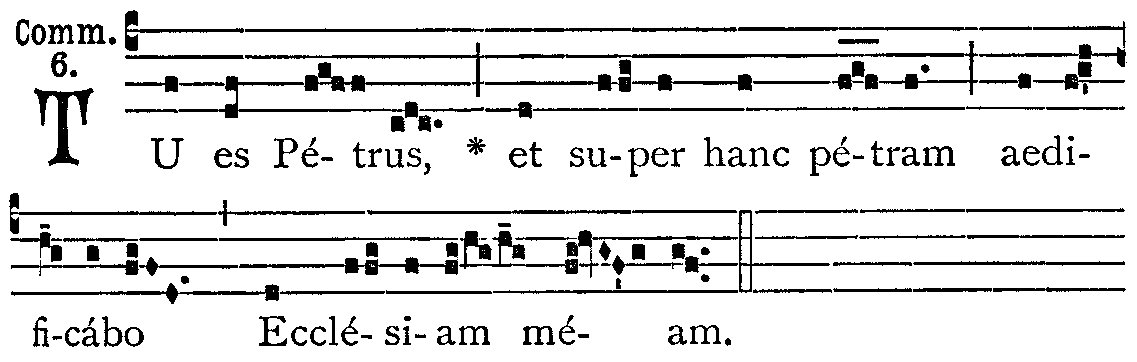 Comm.
6.
TU es Pé- trus, * et su-per hanc pé-tram aedi-
fi-cábo Ecclé- si- am mé- am.